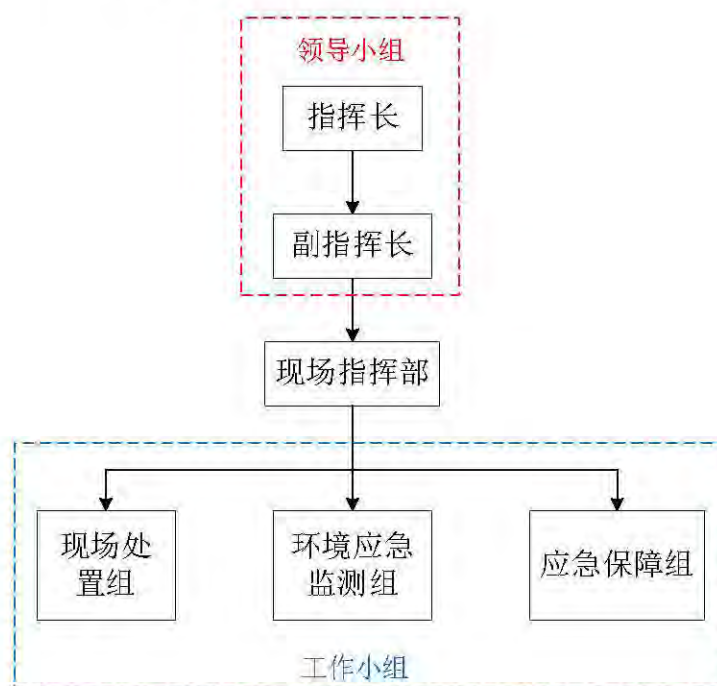 领导小组
指挥长
副指挥长
现场指挥部
现场处
置组
环境应急
监测组
应急保障组
工作小组